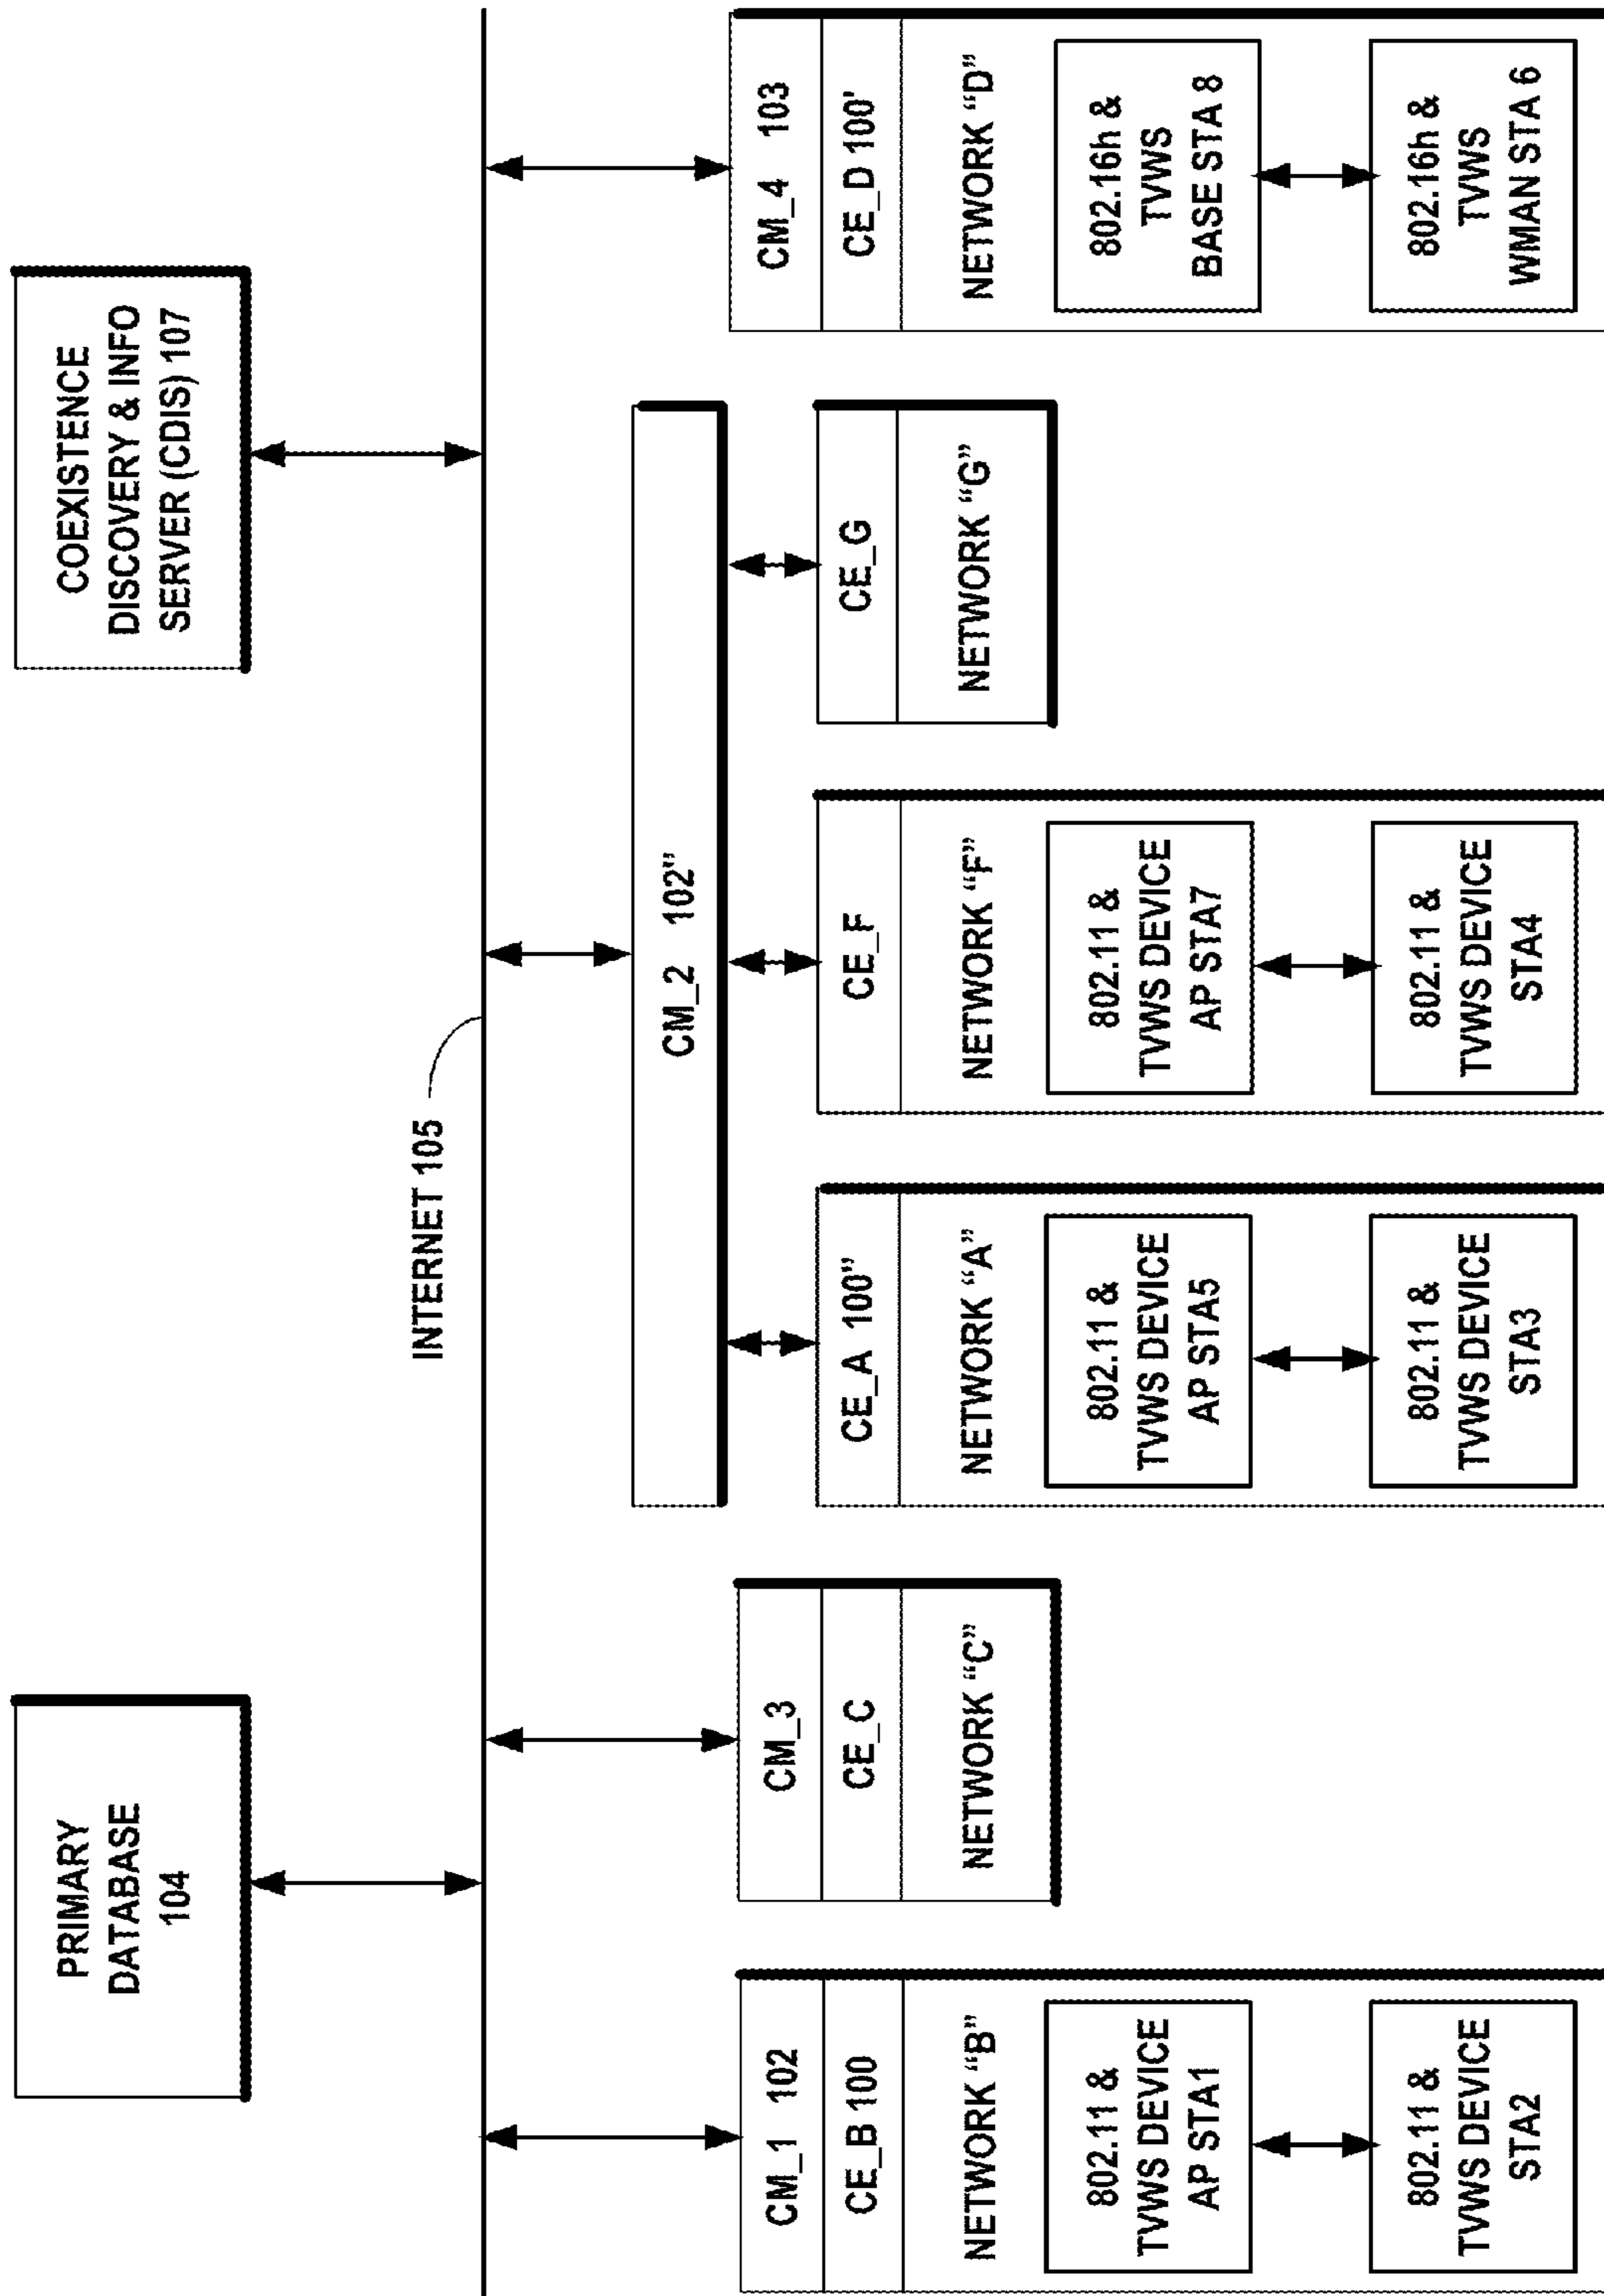 PRIMARY
DATABASE
104
COEXISTENCE
DISCOVERY & INFO
SERVER (CDIS) 107
INTERNET 105
CM_1 102
CE_B 100
NETWORK “B”
802.11 &
TVWS DEVICE
AP STA1
802.11 &
TVWS DEVICE
STA2
CM_3
CE_C
NETWORK “C”
CM_2 102”
CE_A 100”
NETWORK “A”
802.11 &
TVWS DEVICE
AP STA5
802.11 &
TVWS DEVICE
STA3
CE_F
NETWORK “F”
802.11 &
TVWS DEVICE
AP STA7
802.11 &
TVWS DEVICE
STA4
CE_G
NETWORK “G”
CM_4 103
CE_D 100'
NETWORK “D”
802.16h &
TVWS
BASE STA 8
802.16h &
TVWS
WMAN STA 6